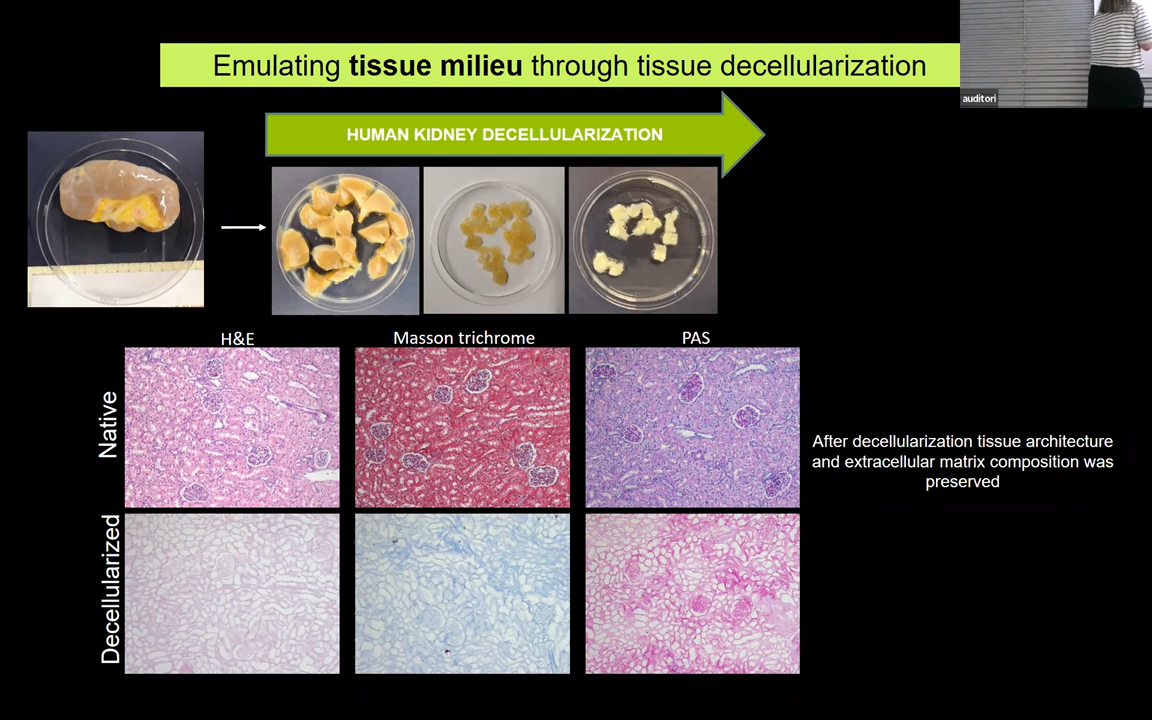 Emulating tissue milieu through tissue decellularization
auditori
HUMAN KIDNEY DECELLULARIZATION
H&E
Masson trichrome
PAS
Native
After decellularization tissue architecture
and extracellular matrix composition was
preserved
Decellularized